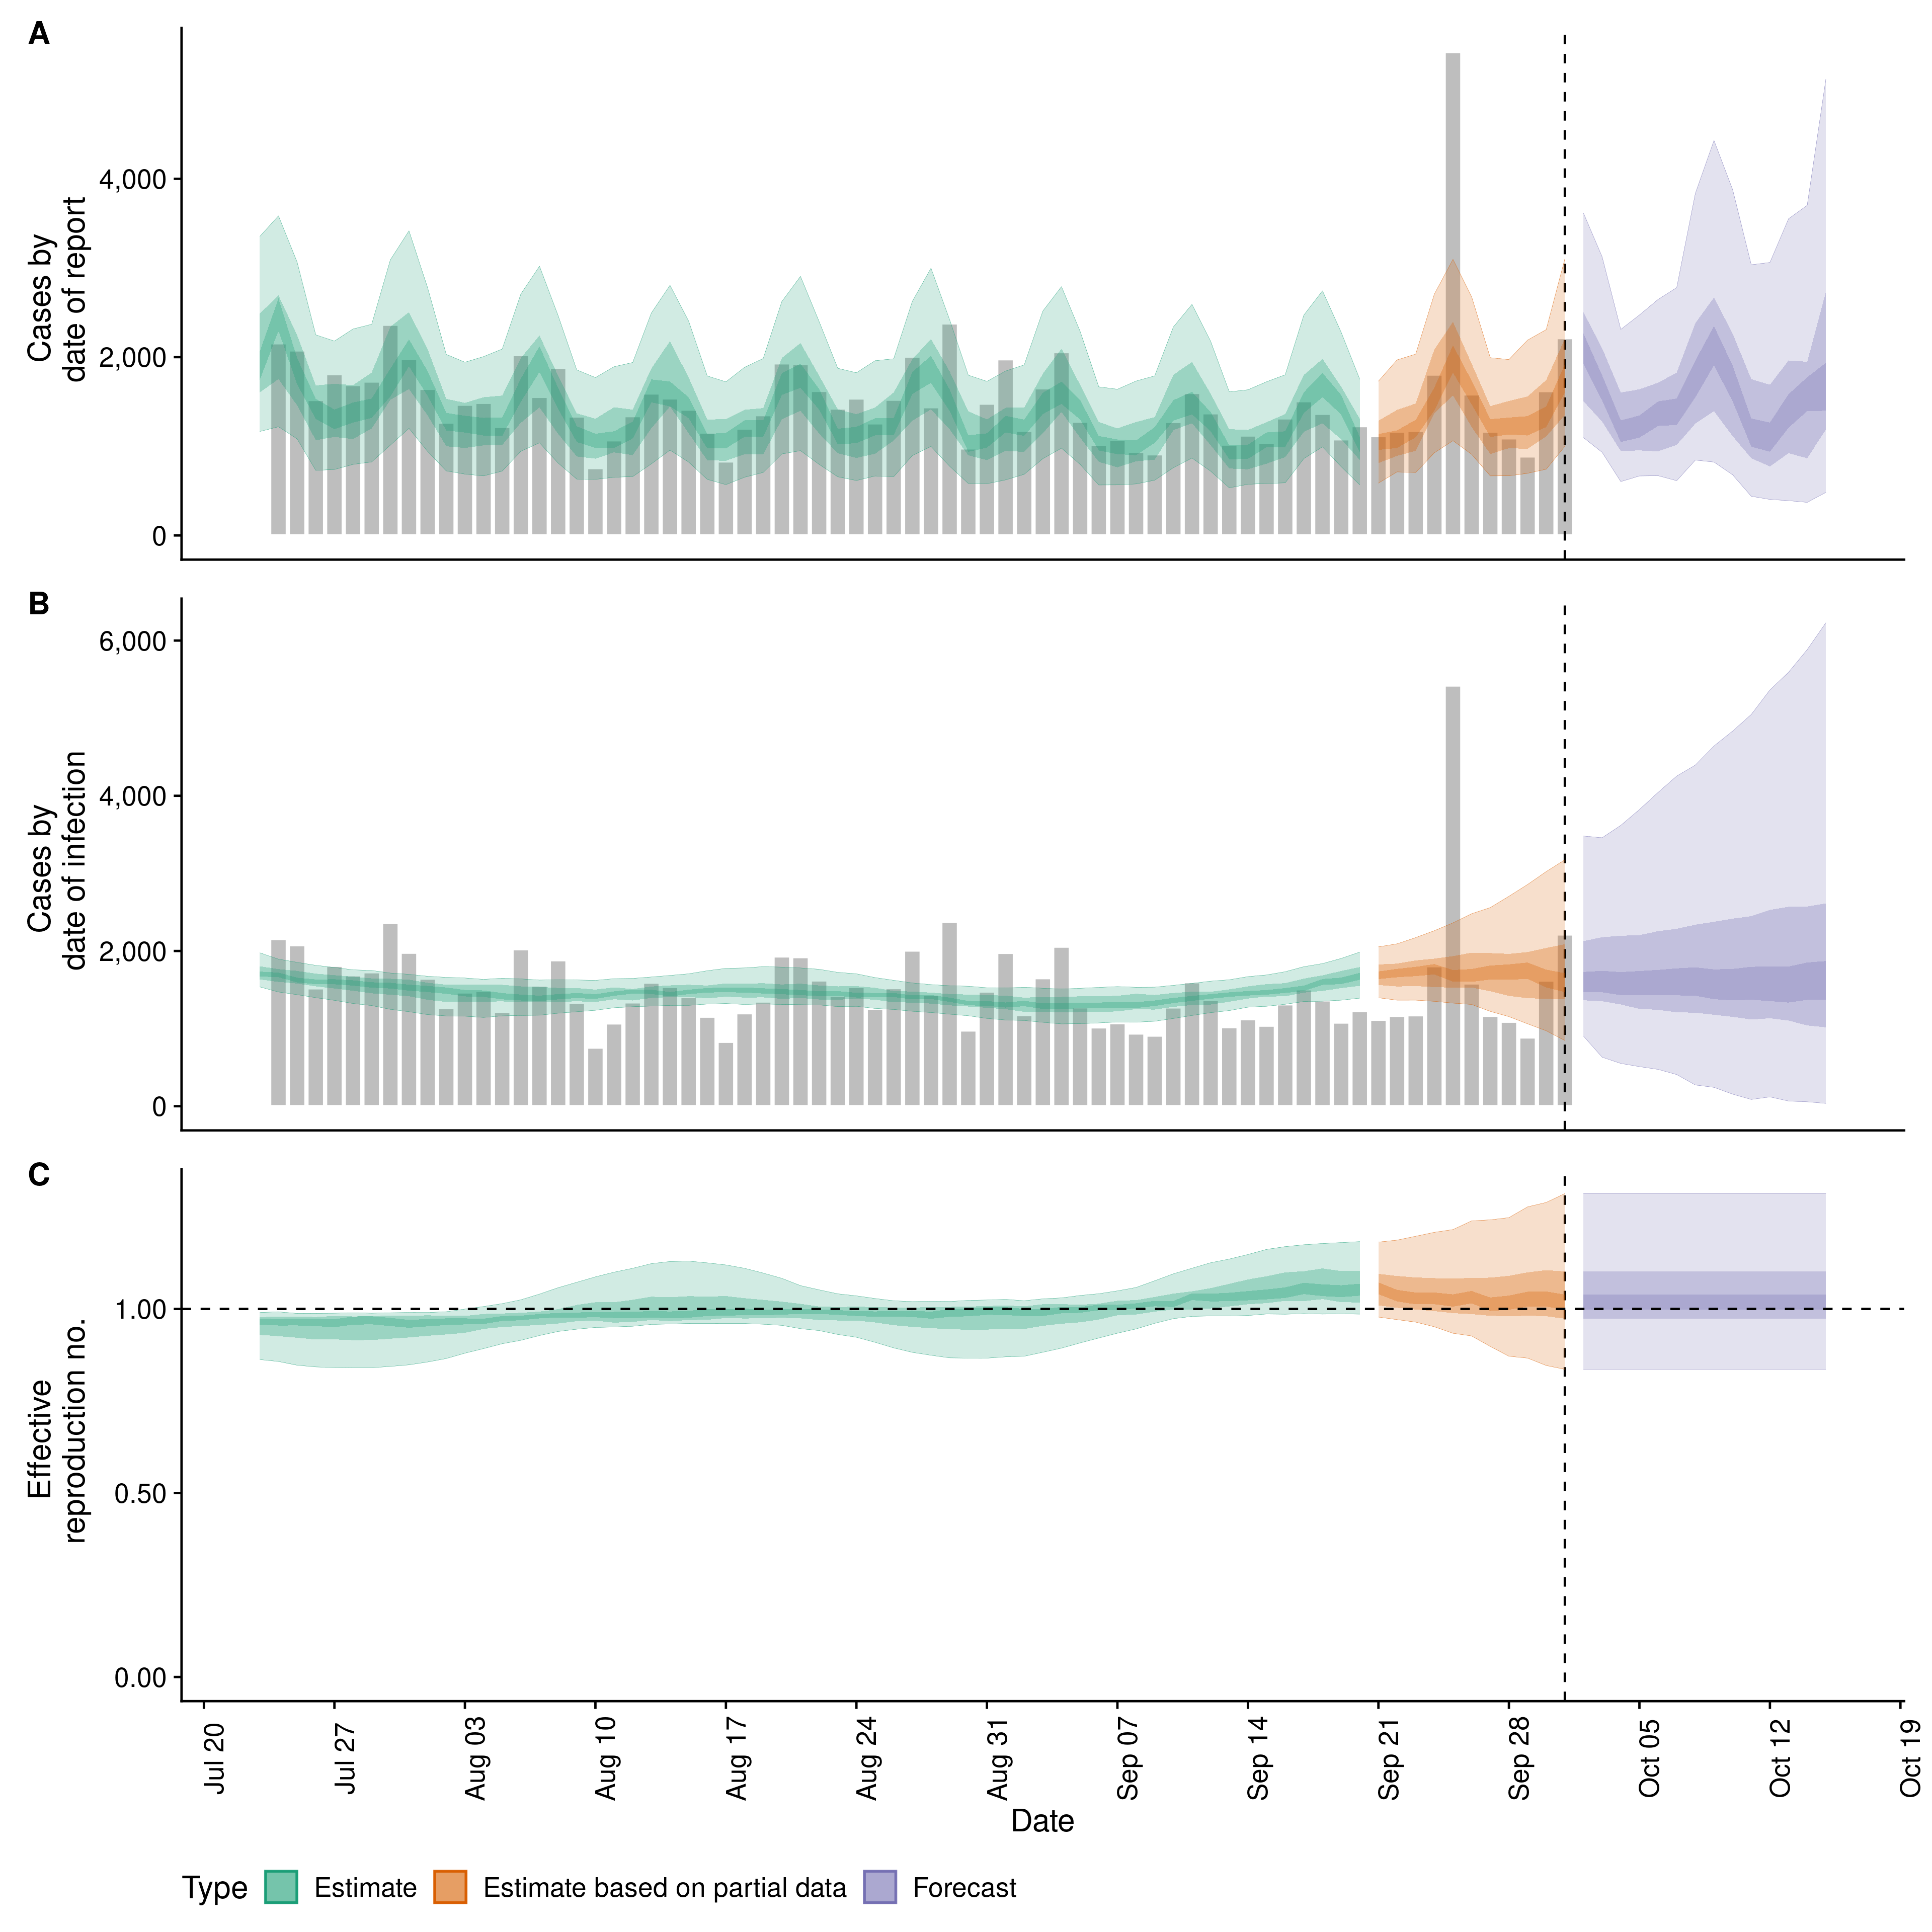 A
Cases by
date of report
4,000
2,000
0
B
Cases by
date of infection
6,000
4,000
2,000
0
C
Effective
reproduction no.
1.00
0.50
0.00
Jul 20
Jul 27
Aug 03
Aug 10
Aug 17
Aug 24
Aug 31
Sep 07
Sep 14
Sep 21
Sep 28
Oct 05
Oct 12
Oct 19
Date
Type Estimate Estimate based on partial data Forecast